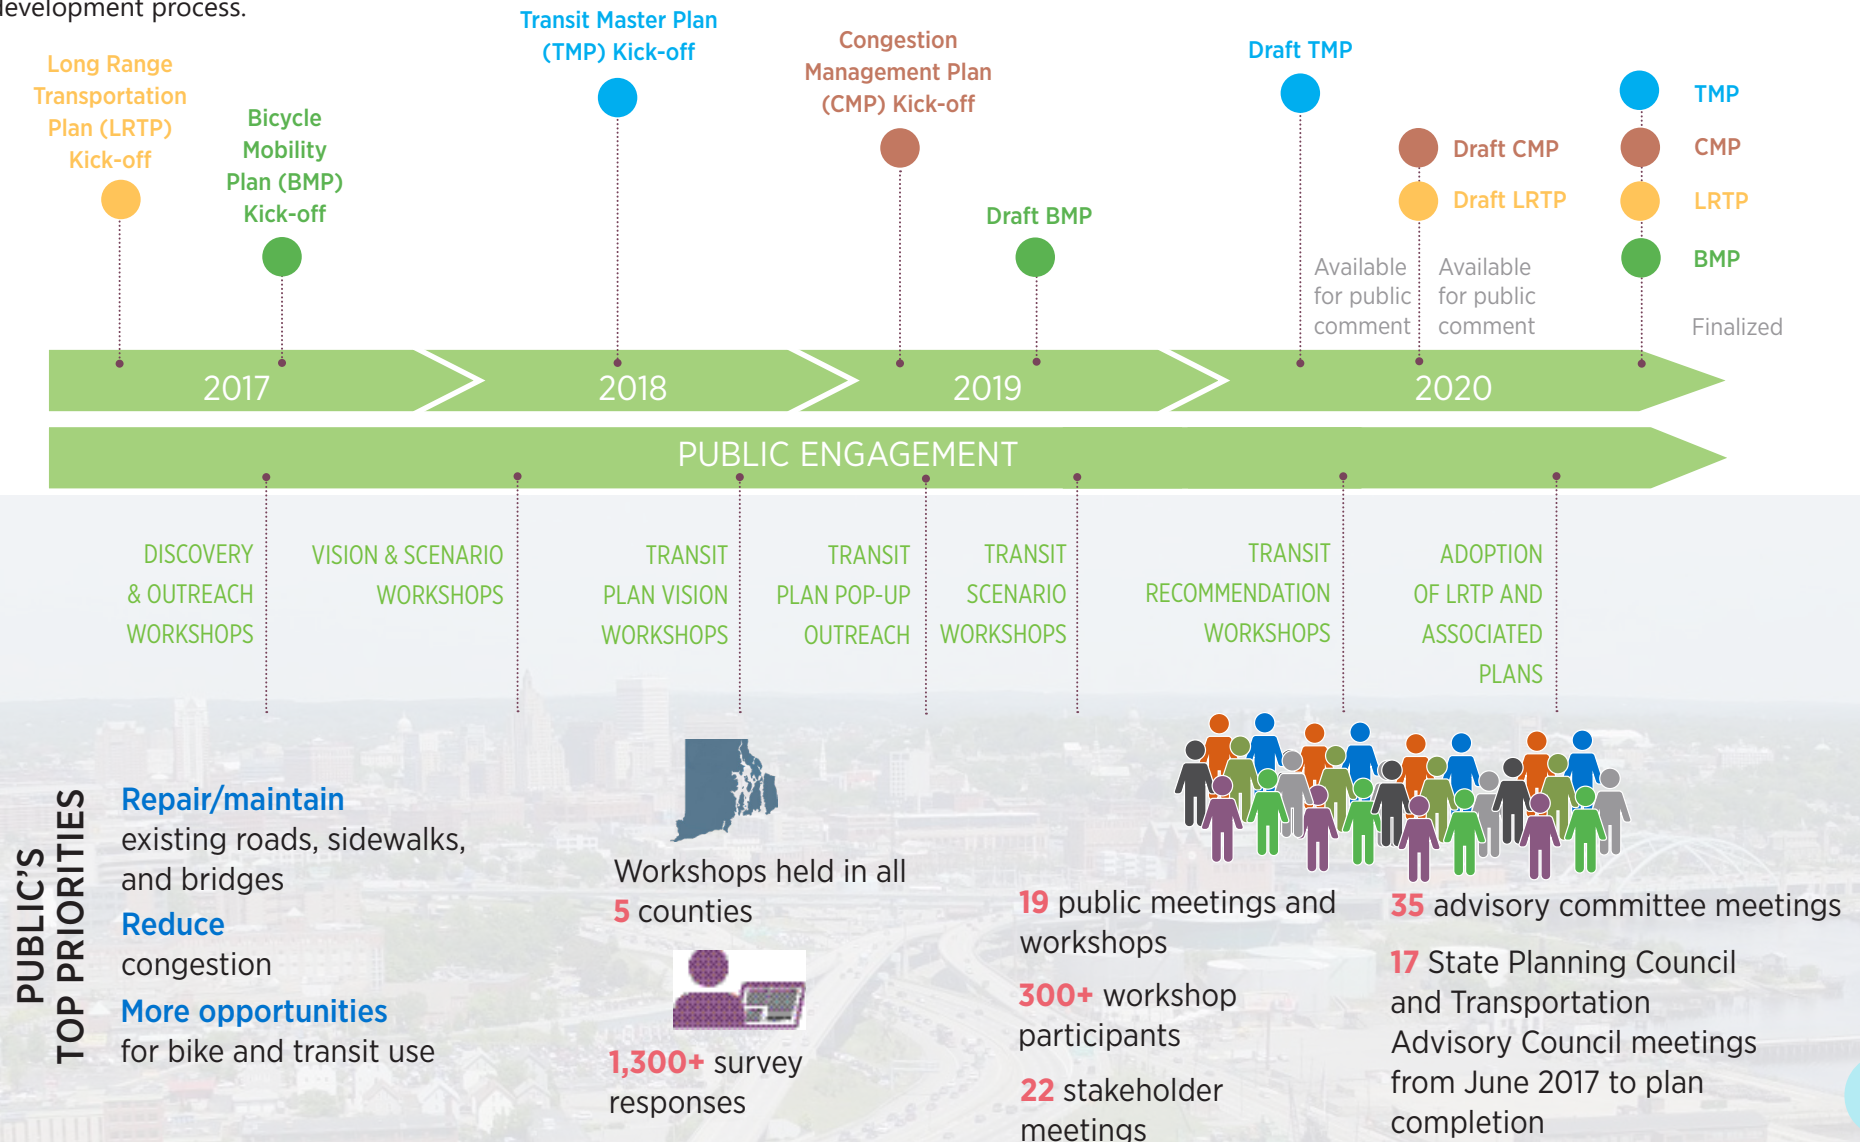 development process.
Long Range
Transportation
Plan (LRTP)
Kick-off
Bicycle
Mobility
Plan (BMP)
Kick-off
Transit Master Plan
(TMP) Kick-off
Congestion
Management Plan
(CMP) Kick-off
Draft BMP
Draft TMP
Draft CMP
Draft LRTP
Available
for public
comment
Available
for public
comment
TMP
CMP
LRTP
BMP
Finalized
2017
2018
2019
2020
PUBLIC ENGAGEMENT
DISCOVERY
& OUTREACH
WORKSHOPS
VISION & SCENARIO
WORKSHOPS
TRANSIT
PLAN VISION
WORKSHOPS
TRANSIT
PLAN POP-UP
OUTREACH
TRANSIT
SCENARIO
WORKSHOPS
TRANSIT
RECOMMENDATION
WORKSHOPS
ADOPTION
OF LRTP AND
ASSOCIATED
PLANS
PUBLIC'S
TOP PRIORITIES
Repair/maintain
existing roads, sidewalks,
and bridges
Reduce
congestion
More opportunities
for bike and transit use
Workshops held in all
5 counties
1,300+ survey
responses
19 public meetings and
workshops
300+ workshop
participants
22 stakeholder
meetings
35 advisory committee meetings
17 State Planning Council
and Transportation
Advisory Council meetings
from June 2017 to plan
completion